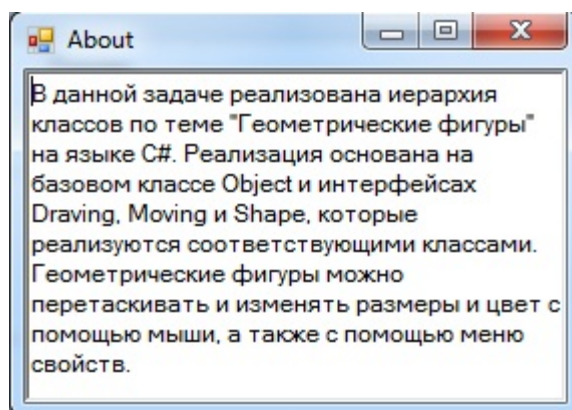 About
В данной задаче реализована иерархия
классов по теме "Геометрические фигуры"
на языке C#. Реализация основана на
базовом классе Object и интерфейсах
Draving, Moving и Shape, которые
реализуются соответствующими классами.
Геометрические фигуры можно
перетаскивать и изменять размеры и цвет с
помощью мыши, а также с помощью меню
свойств.